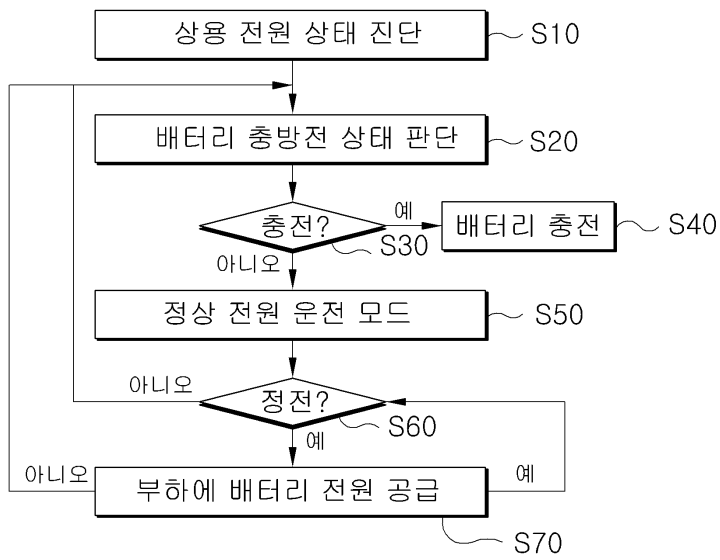 상용 전원 상태 진단
S10
배터리 충방전 상태 판단
S20
충전?
예
S30
배터리 충전
S40
아니오
정상 전원 운전 모드
S50
아니오
정전?
S60
예
아니오
부하에 배터리 전원 공급
예
S70